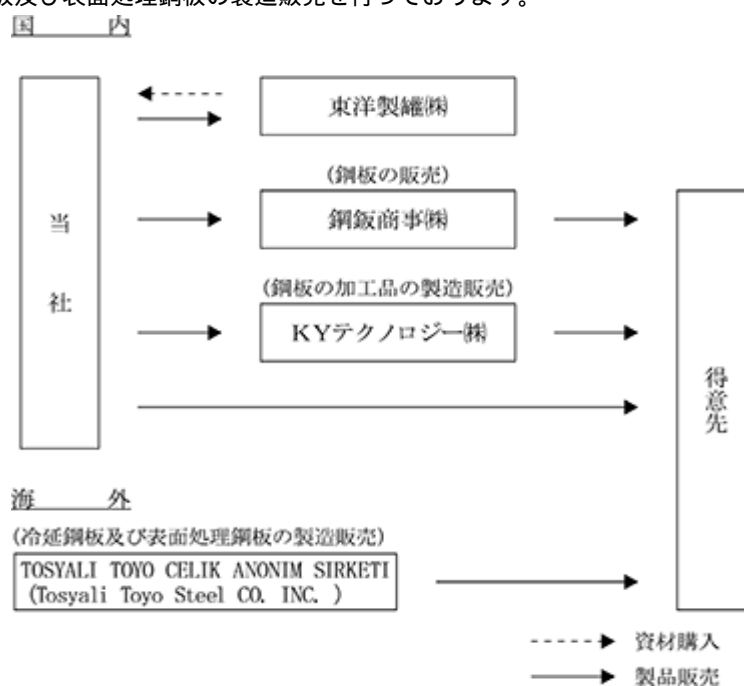 板及び表面処理鋼板の製造販売を行っております。
国　　内
東洋製罐㈱
(鋼板の販売)
当社
鋼鈑商事㈱
(鋼板の加工品の製造販売)
KYテクノロジー㈱
得意先
海　　外
(冷延鋼板及び表面処理鋼板の製造販売)
TOSYALI TOYO CELIK ANONIM SIRKETI
(Tosyali Toyo Steel CO. INC. )
資材購入
製品販売